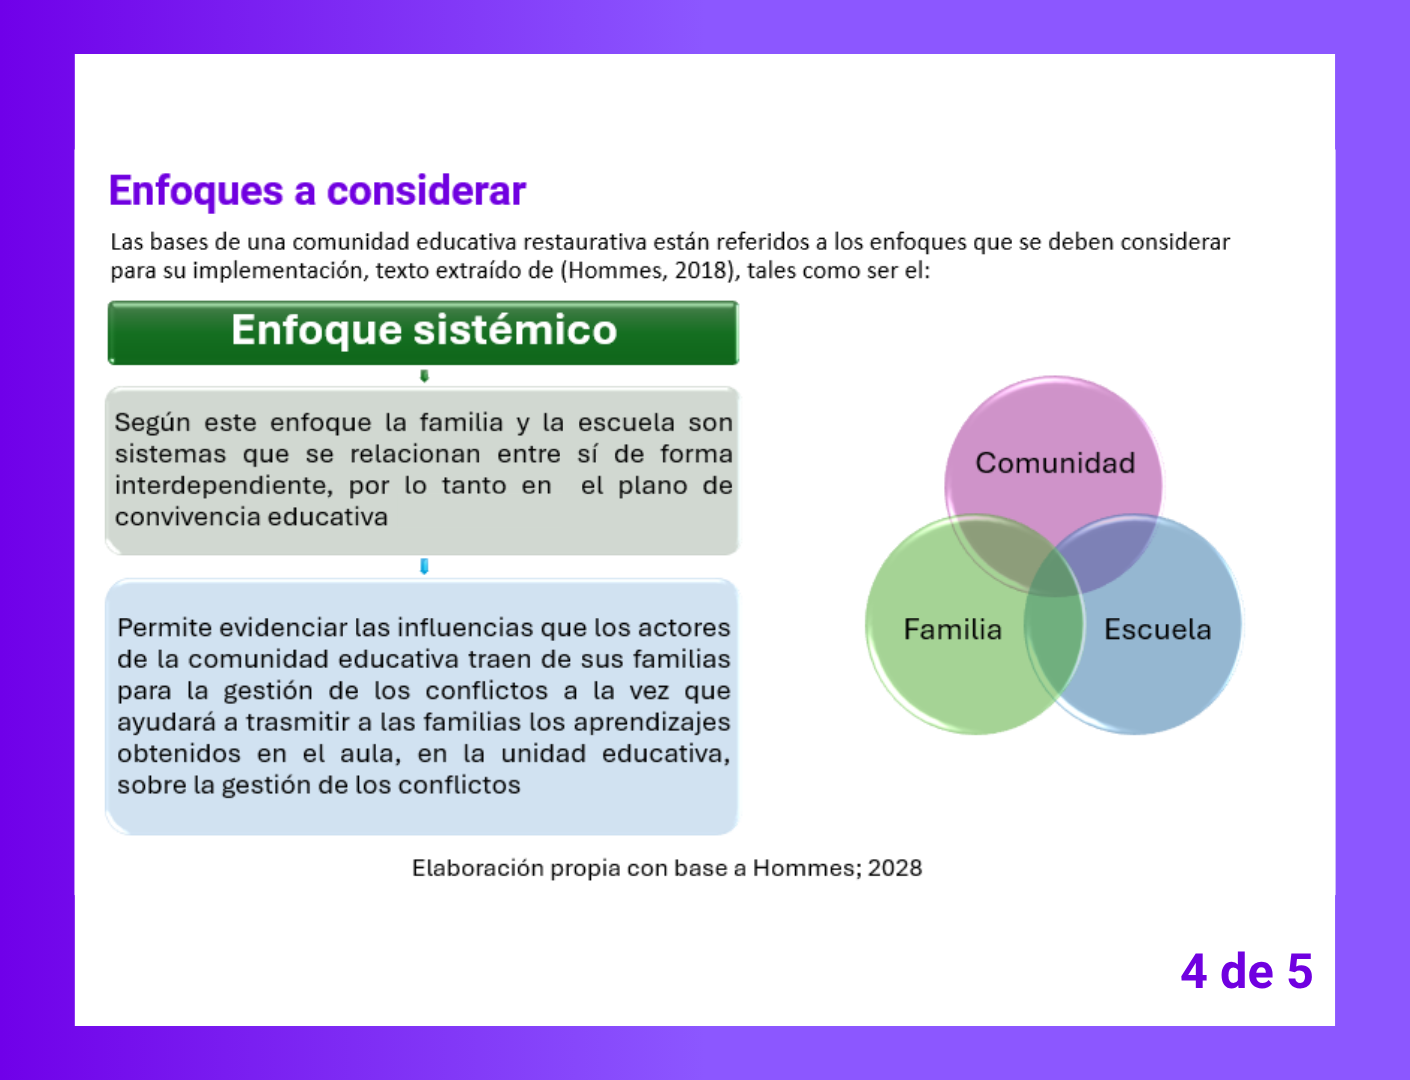 Enfoques a considerar
Las bases de una comunidad educativa restaurativa están referidos a los enfoques que se deben considerar
para su implementación, texto extraído de (Hommes, 2018), tales como ser el:
Enfoque sistémico
Según este enfoque la familia y la escuela son
sistemas que se relacionan entre sí de forma
interdependiente, por lo tanto en el plano de
convivencia educativa
Permite evidenciar las influencias que los actores
de la comunidad educativa traen de sus familias
para la gestión de los conflictos a la vez que
ayudará a trasmitir a las familias los aprendizajes
obtenidos en el aula, en la unidad educativa,
sobre la gestión de los conflictos
Comunidad
Familia
Escuela
Elaboración propia con base a Hommes; 2028
4 de 5